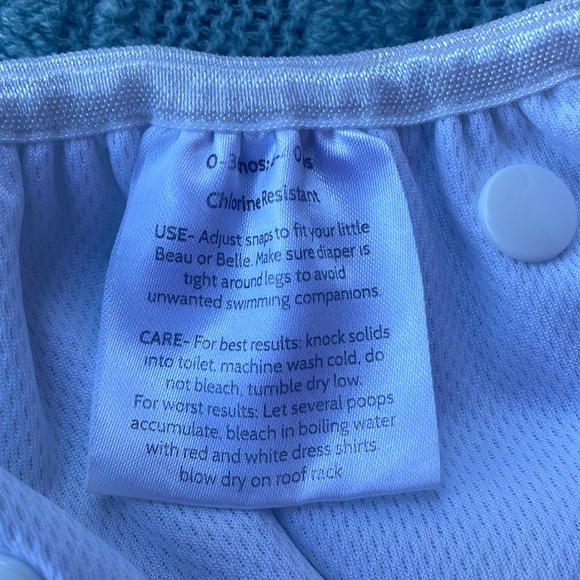 0-3mos;
Chlorine Resistant
USE- Adjust snaps to fit your little
Beau or Belle. Make sure diaper is
tight around legs to avoid
unwanted swimming companions.
CARE- For best results: knock solids
into toilet, machine wash cold, do
not bleach, tumble dry low.
For worst results: Let several poops
accumulate, bleach in boiling water
with red and white dress shirts,
blow dry on roof rack